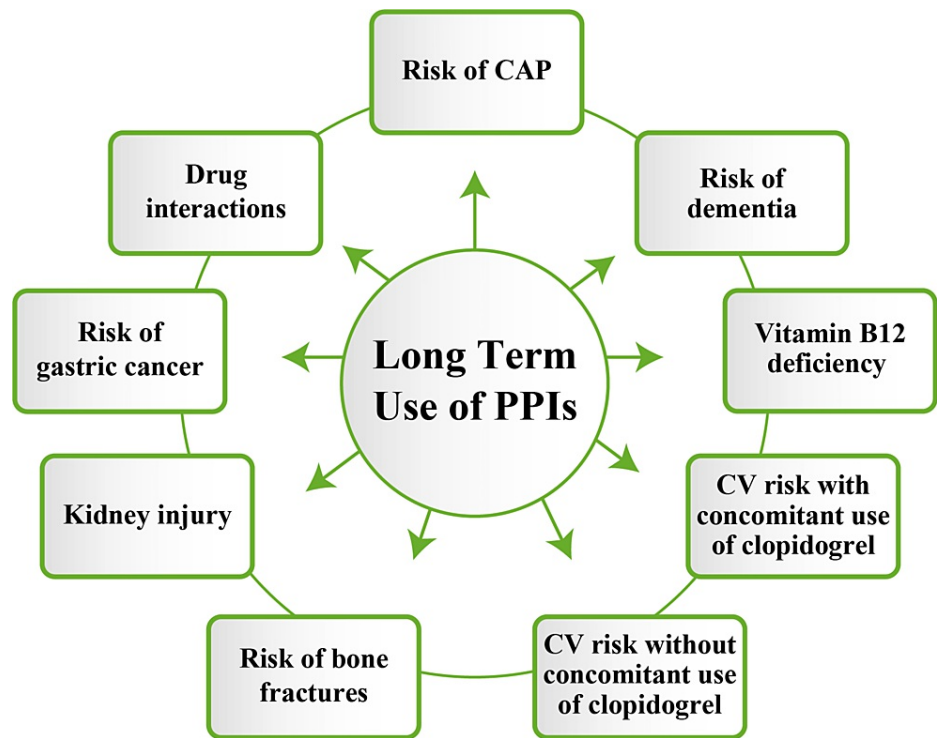 Risk of CAP
Risk of
dementia
Vitamin B12
deficiency
CV risk with
concomitant use
of clopidogrel
CV risk without
concomitant use
of clopidogrel
Risk of bone
fractures
Kidney injury
Risk of
gastric cancer
Drug
interactions
Long Term
Use of PPIs